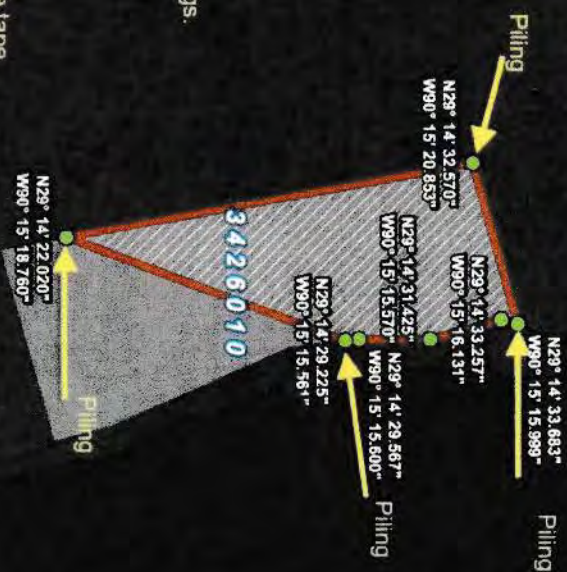 Piling
Piling
N29° 14' 33.683"
W90° 15' 15.989"
N29° 14' 33.257"
W90° 15' 16.131"
N29° 14' 32.570"
W90° 15' 20.853"
Piling
N29° 14' 31.425"
W90° 15' 15.570"
N29° 14' 29.567"
W90° 15' 15.600"
N29° 14' 29.225"
W90° 15' 15.561"
3426010
N29° 14' 22.020"
W90° 15' 18.760"
Piling
gs.